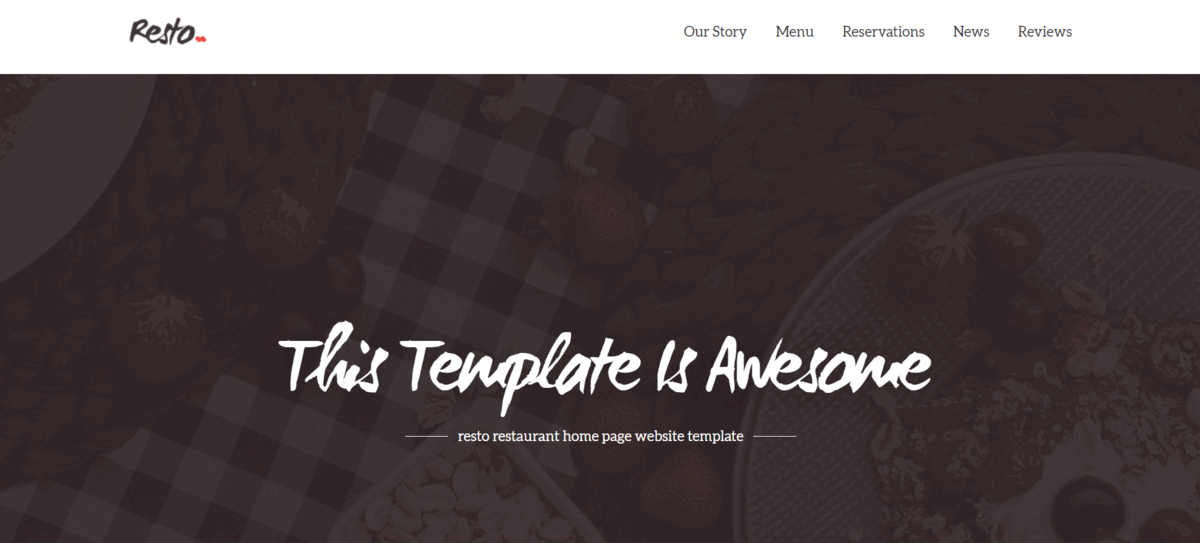 Resto
Our Story Menu Reservations News Reviews
This Template Is Awesome
resto restaurant home page website template